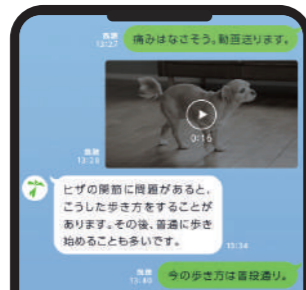 既読
13:27
痛みはなさそう。動画送ります。
0:16
既読
13:28
ヒザの関節に問題があると、
こうした歩き方をすることが
あります。その後、普通に歩き
始めることも多いです。
13:34
既読
13:40
今の歩き方は普段通り。